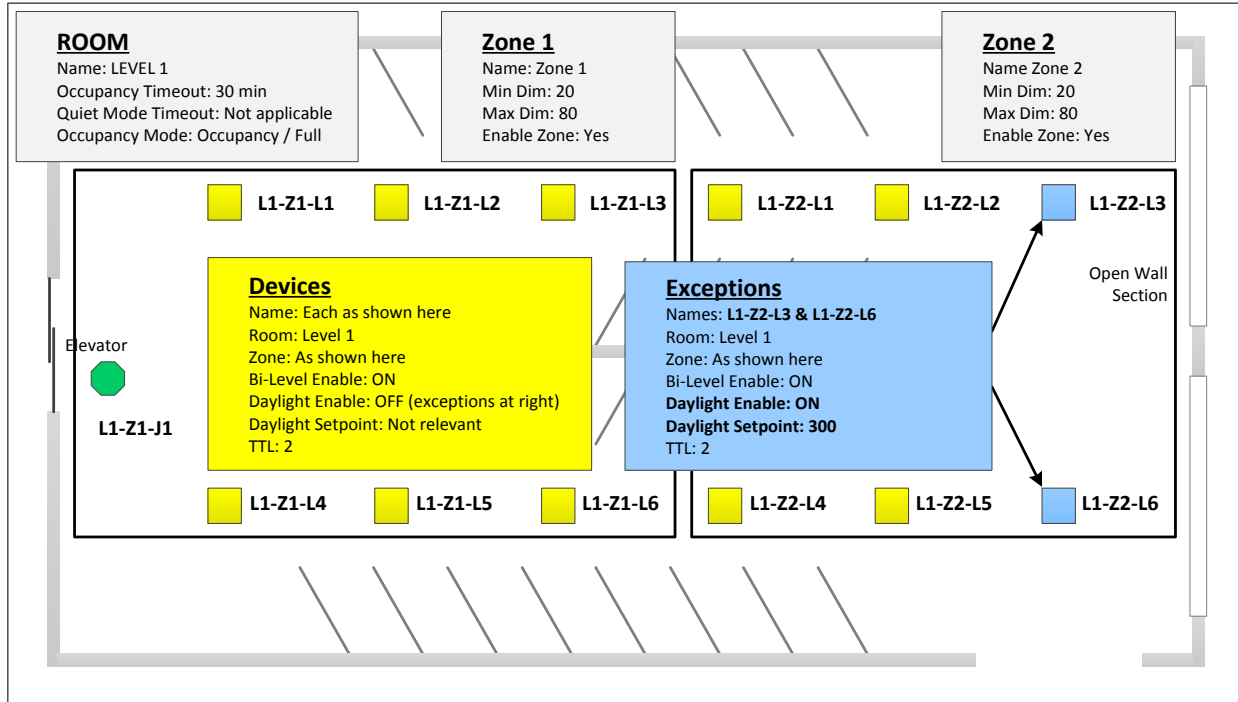 ROOM
Name: LEVEL 1
Occupancy Timeout: 30 min
Quiet Mode Timeout: Not applicable
Occupancy Mode: Occupancy / Full
Zone 1
Name: Zone 1
Min Dim: 20
Max Dim: 80
Enable Zone: Yes
Zone 2
Name Zone 2
Min Dim: 20
Max Dim: 80
Enable Zone: Yes
L1-Z1-L1
L1-Z1-L2
L1-Z1-L3
L1-Z2-L1
L1-Z2-L2
L1-Z2-L3
Elevator
L1-Z1-J1
Devices
Name: Each as shown here
Room: Level 1
Zone: As shown here
Bi-Level Enable: ON
Daylight Enable: OFF (exceptions at right)
Daylight Setpoint: Not relevant
TTL: 2
Exceptions
Names: L1-Z2-L3 & L1-Z2-L6
Room: Level 1
Zone: As shown here
Bi-Level Enable: ON
Daylight Enable: ON
Daylight Setpoint: 300
TTL: 2
Open Wall
Section
L1-Z1-L4
L1-Z1-L5
L1-Z1-L6
L1-Z2-L4
L1-Z2-L5
L1-Z2-L6